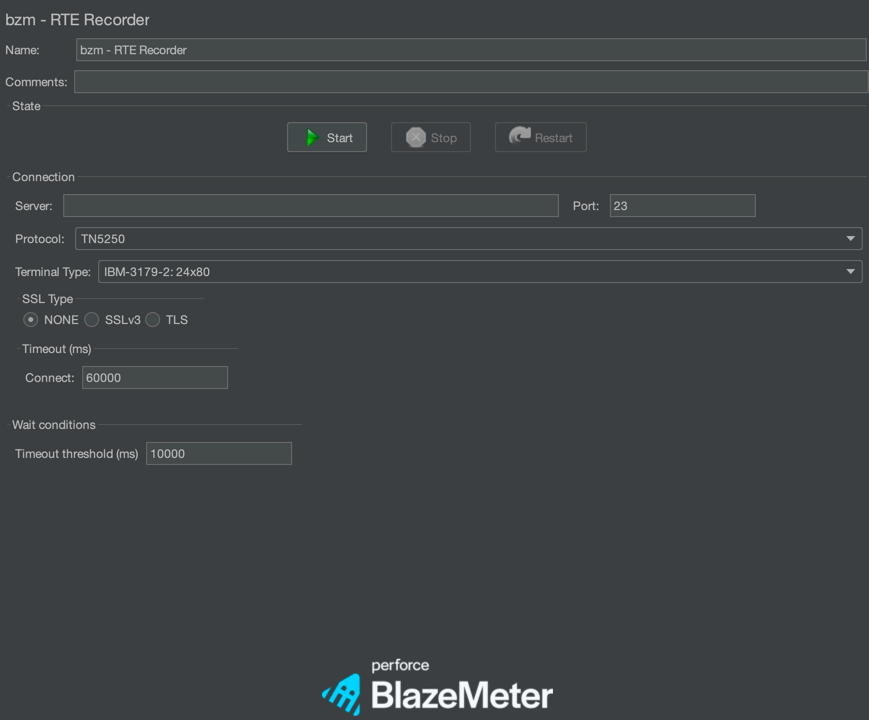 bzm - RTE Recorder
Name: bzm - RTE Recorder
Comments:
State
Start Stop Restart
Connection
Server: Port: 23
Protocol: TN5250
Terminal Type: IBM-3179-2: 24x80
SSL Type
NONE SSLv3 TLS
Timeout (ms)
Connect: 60000
Wait conditions
Timeout threshold (ms) 10000
perforce
BlazeMeter